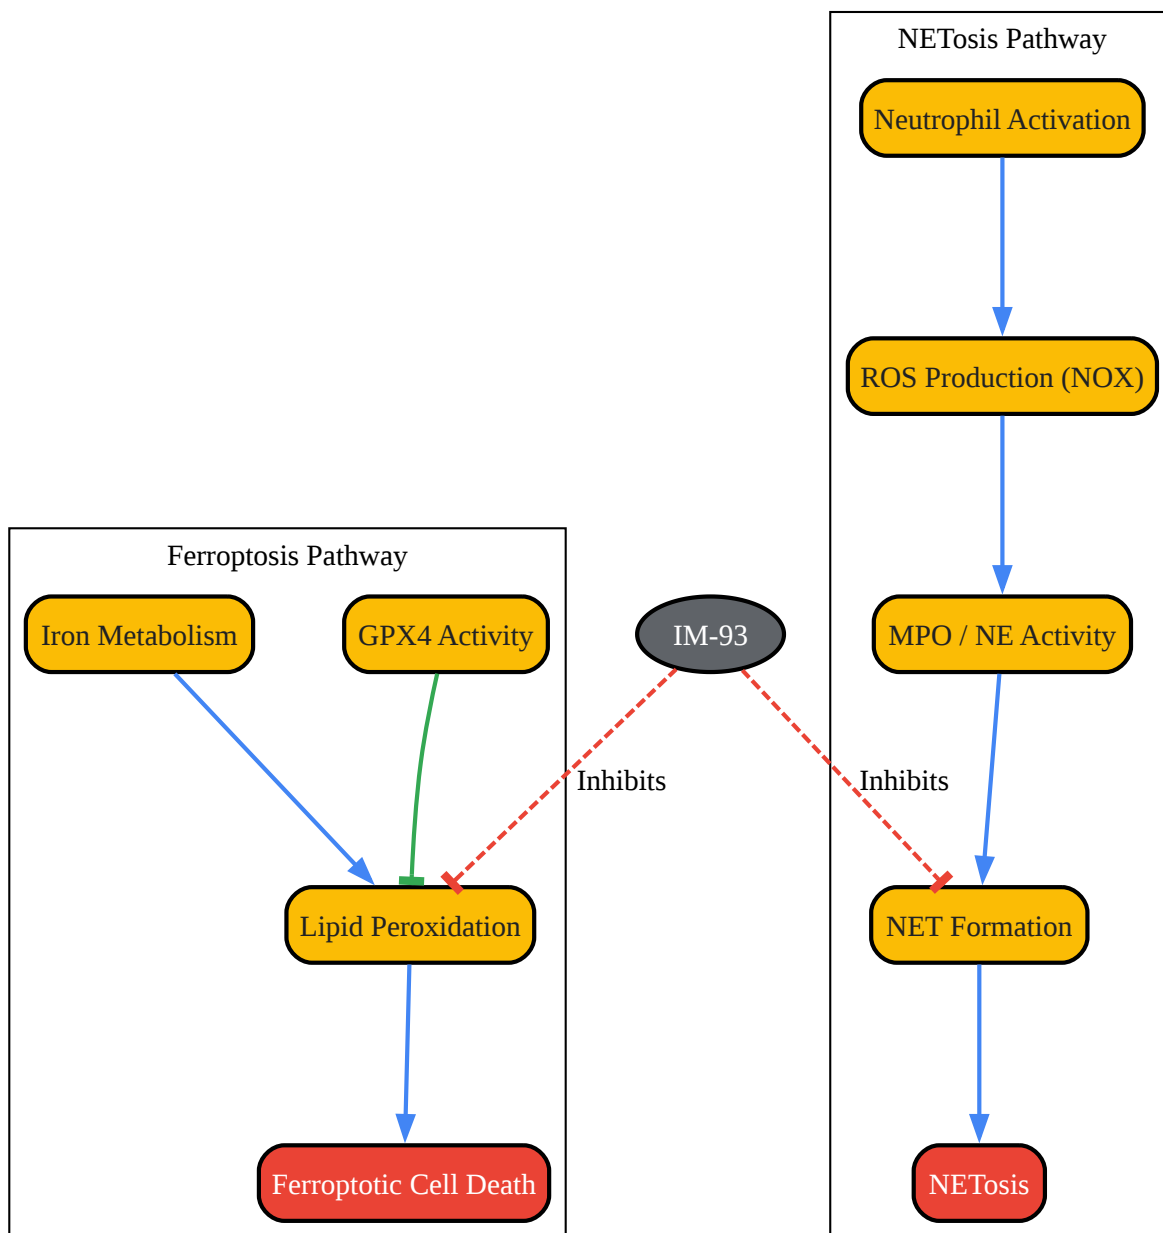 NETosis Pathway
Neutrophil Activation
ROS Production (NOX)
Ferroptosis Pathway
Iron Metabolism
GPX4 Activity
IM-93
MPO / NE Activity
Inhibits
Inhibits
Lipid Peroxidation
NET Formation
Ferroptotic Cell Death
NETosis